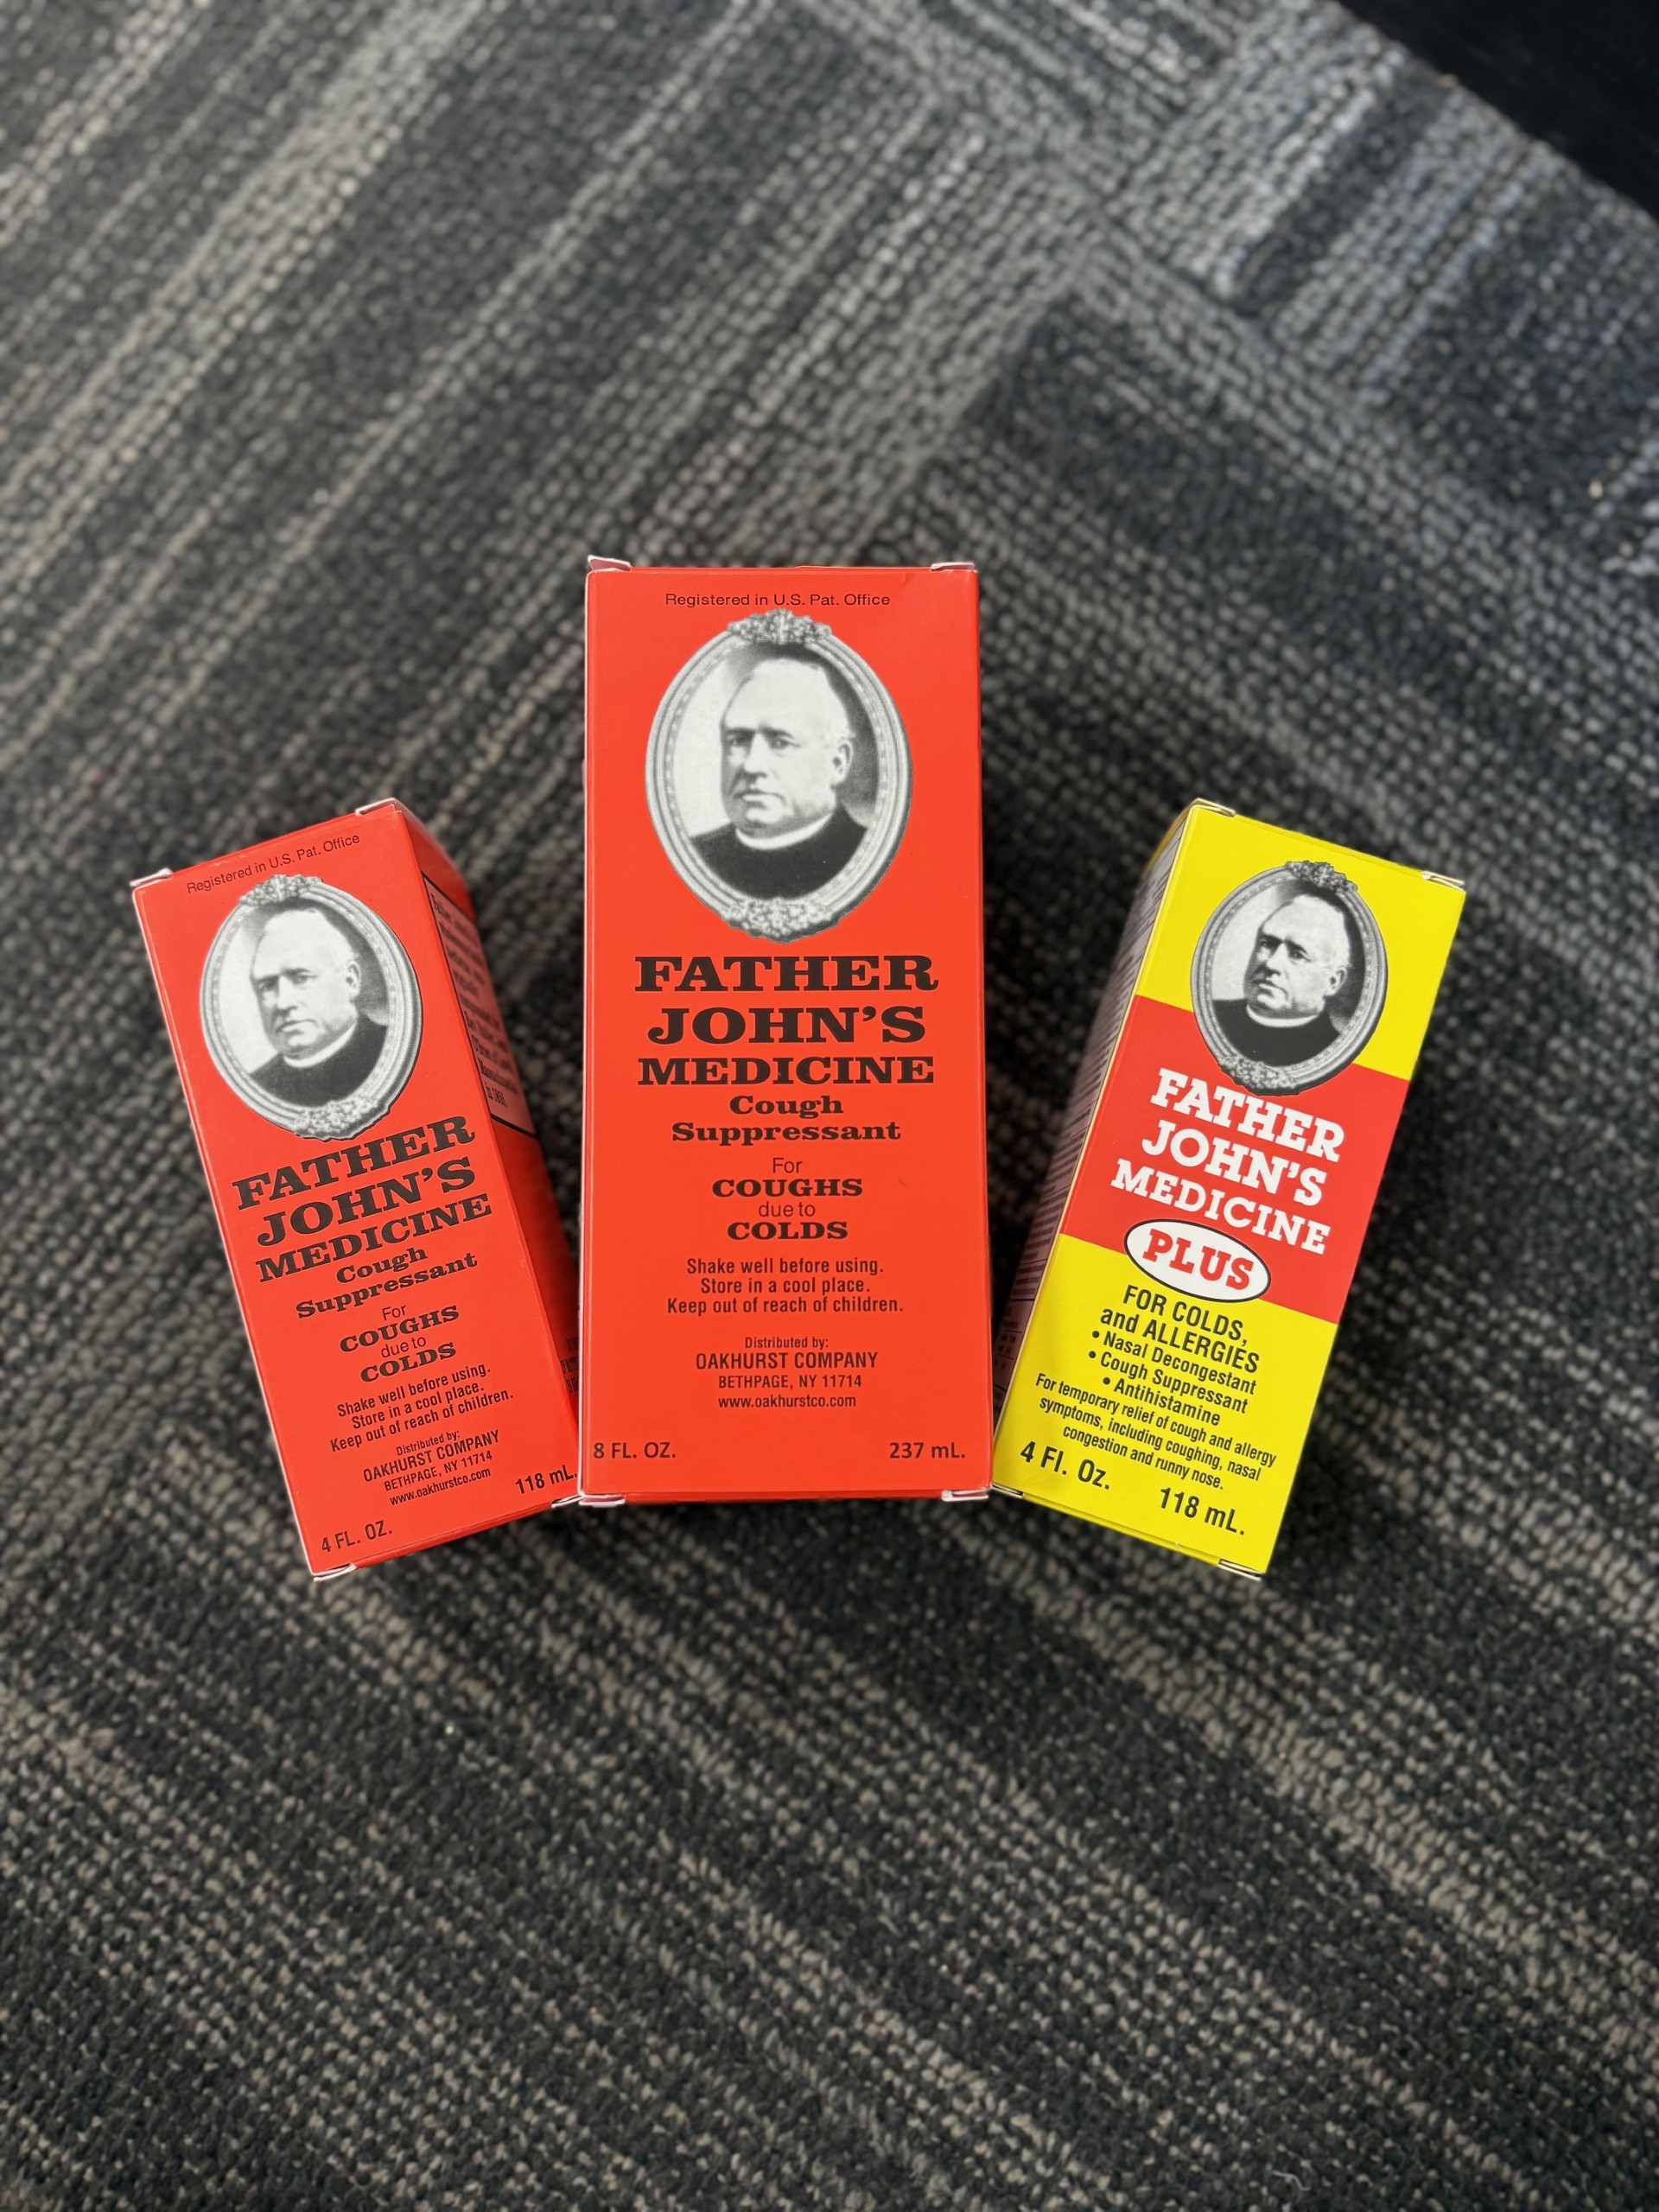 Registered in U.S. Pat. Office
FATHER
JOHN'S
MEDICINE
Cough
Suppressant
For
COUGHS
due to
COLDS
Shake well before using.
Store in a cool place.
Keep out of reach of children.
Distributed by:
OAKHURST COMPANY
BETHPAGE, NY 11714
www.oakhurstco.com
118 mL.
4 FL. OZ.
in 1855
Registered in U.S. Pat. Office
FATHER
JOHN'S
MEDICINE
Cough
Suppressant
For
COUGHS
due to
COLDS
Shake well before using.
Store in a cool place.
Keep out of reach of children.
Distributed by:
OAKHURST COMPANY
BETHPAGE, NY 11714
www.oakhurstco.com
8 FL. OZ. 237 mL.
FATHER
JOHN'S
MEDICINE
PLUS
FOR COLDS,
and ALLERGIES
• Nasal Decongestant
• Cough Suppressant
• Antihistamine
For temporary relief of cough and allergy
symptoms, including coughing, nasal
congestion and runny nose.
4 Fl. Oz.
118 mL.